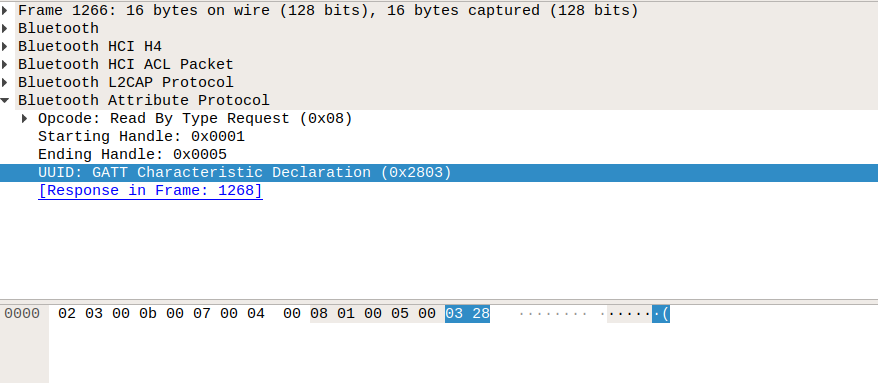 Frame 1266: 16 bytes on wire (128 bits), 16 bytes captured (128 bits)
Bluetooth
Bluetooth HCI H4
Bluetooth HCI ACL Packet
Bluetooth L2CAP Protocol
Bluetooth Attribute Protocol
Opcode: Read By Type Request (0x08)
Starting Handle: 0x0001
Ending Handle: 0x0005
UUID: GATT Characteristic Declaration (0x2803)
[Response in Frame: 1268]
0000 02 03 00 0b 00 07 00 04 00 08 01 00 05 00 03 28 ········ ·······(